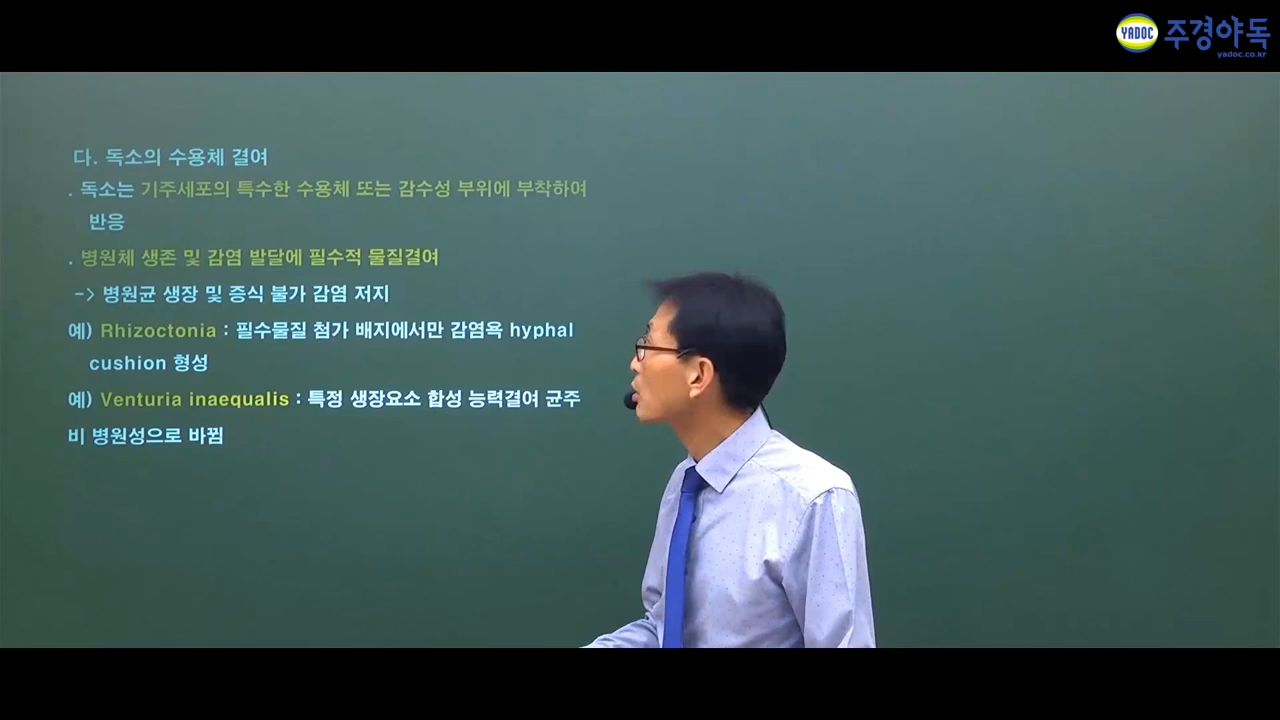 YADOC 주경야독
yadoc.co.kr
다. 독소의 수용체 결여
. 독소는 기주세포의 특수한 수용체 또는 감수성 부위에 부착하여
반응
. 병원체 생존 및 감염 발달에 필수적 물질결여
-> 병원균 생장 및 증식 불가 감염 저지
예) Rhizoctonia : 필수물질 첨가 배지에서만 감염욕 hyphal
cushion 형성
예) Venturia inaequalis : 특정 생장요소 합성 능력결여 균주
비 병원성으로 바뀜